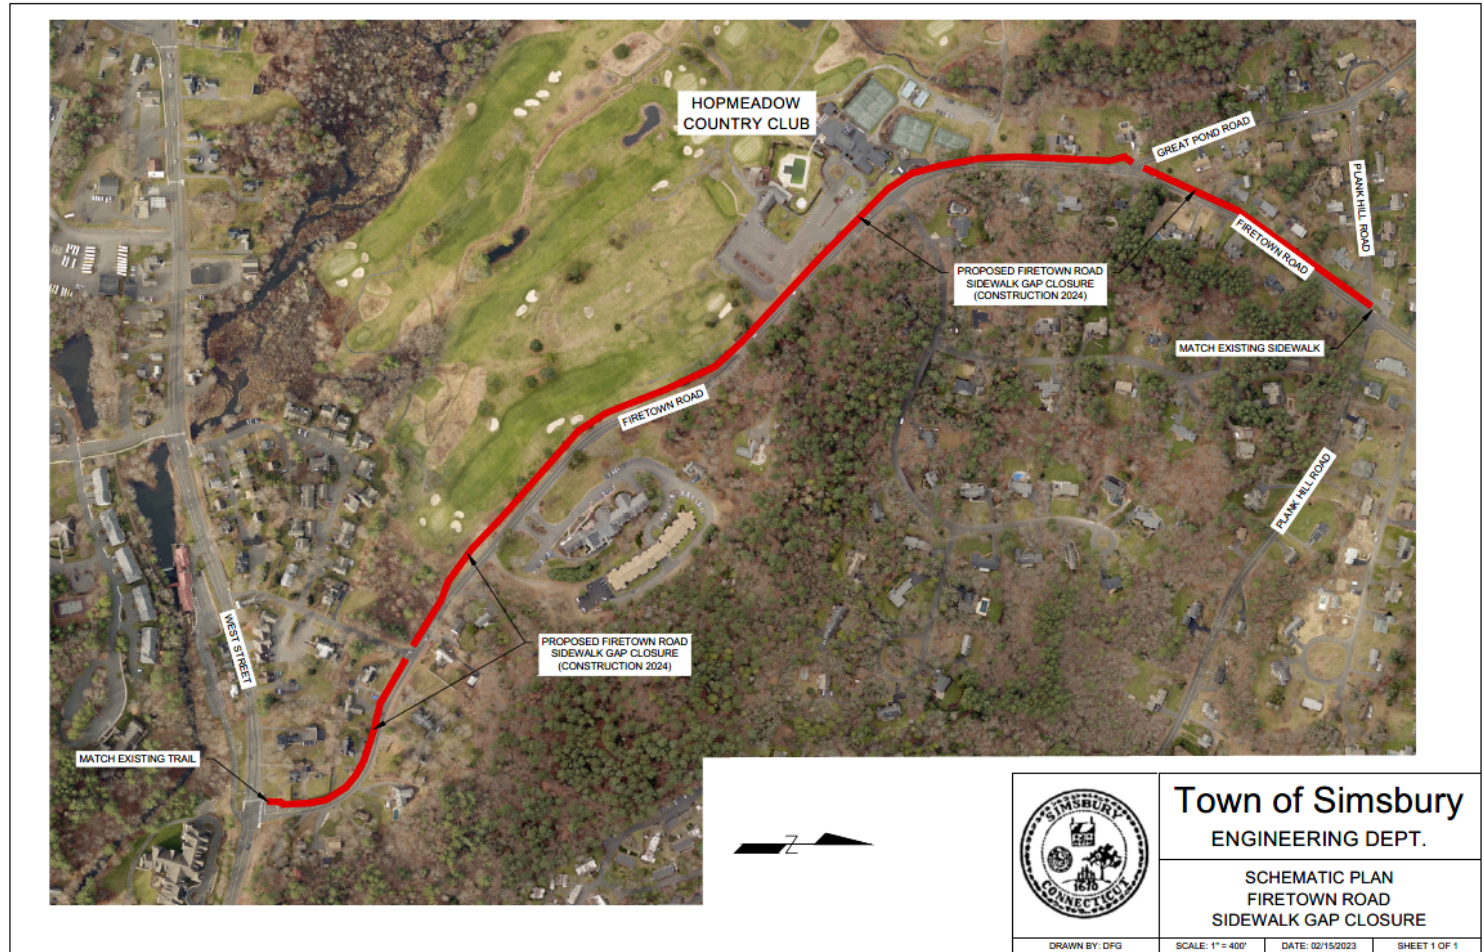 HOPMEADOW
COUNTRY CLUB
GREAT POND ROAD
PLANK HILL ROAD
FIRETOWN ROAD
PROPOSED FIRETOWN ROAD
SIDEWALK GAP CLOSURE
(CONSTRUCTION 2024)
MATCH EXISTING SIDEWALK
FIRETOWN ROAD
PLANK HILL ROAD
WEST STREET
PROPOSED FIRETOWN ROAD
SIDEWALK GAP CLOSURE
(CONSTRUCTION 2024)
MATCH EXISTING TRAIL
Z
SIMSBURY
1670
CONNECTICUT
Town of Simsbury
ENGINEERING DEPT.
SCHEMATIC PLAN
FIRETOWN ROAD
SIDEWALK GAP CLOSURE
DRAWN BY: DFG
SCALE: 1" = 400'
DATE: 02/15/2023
SHEET 1 OF 1